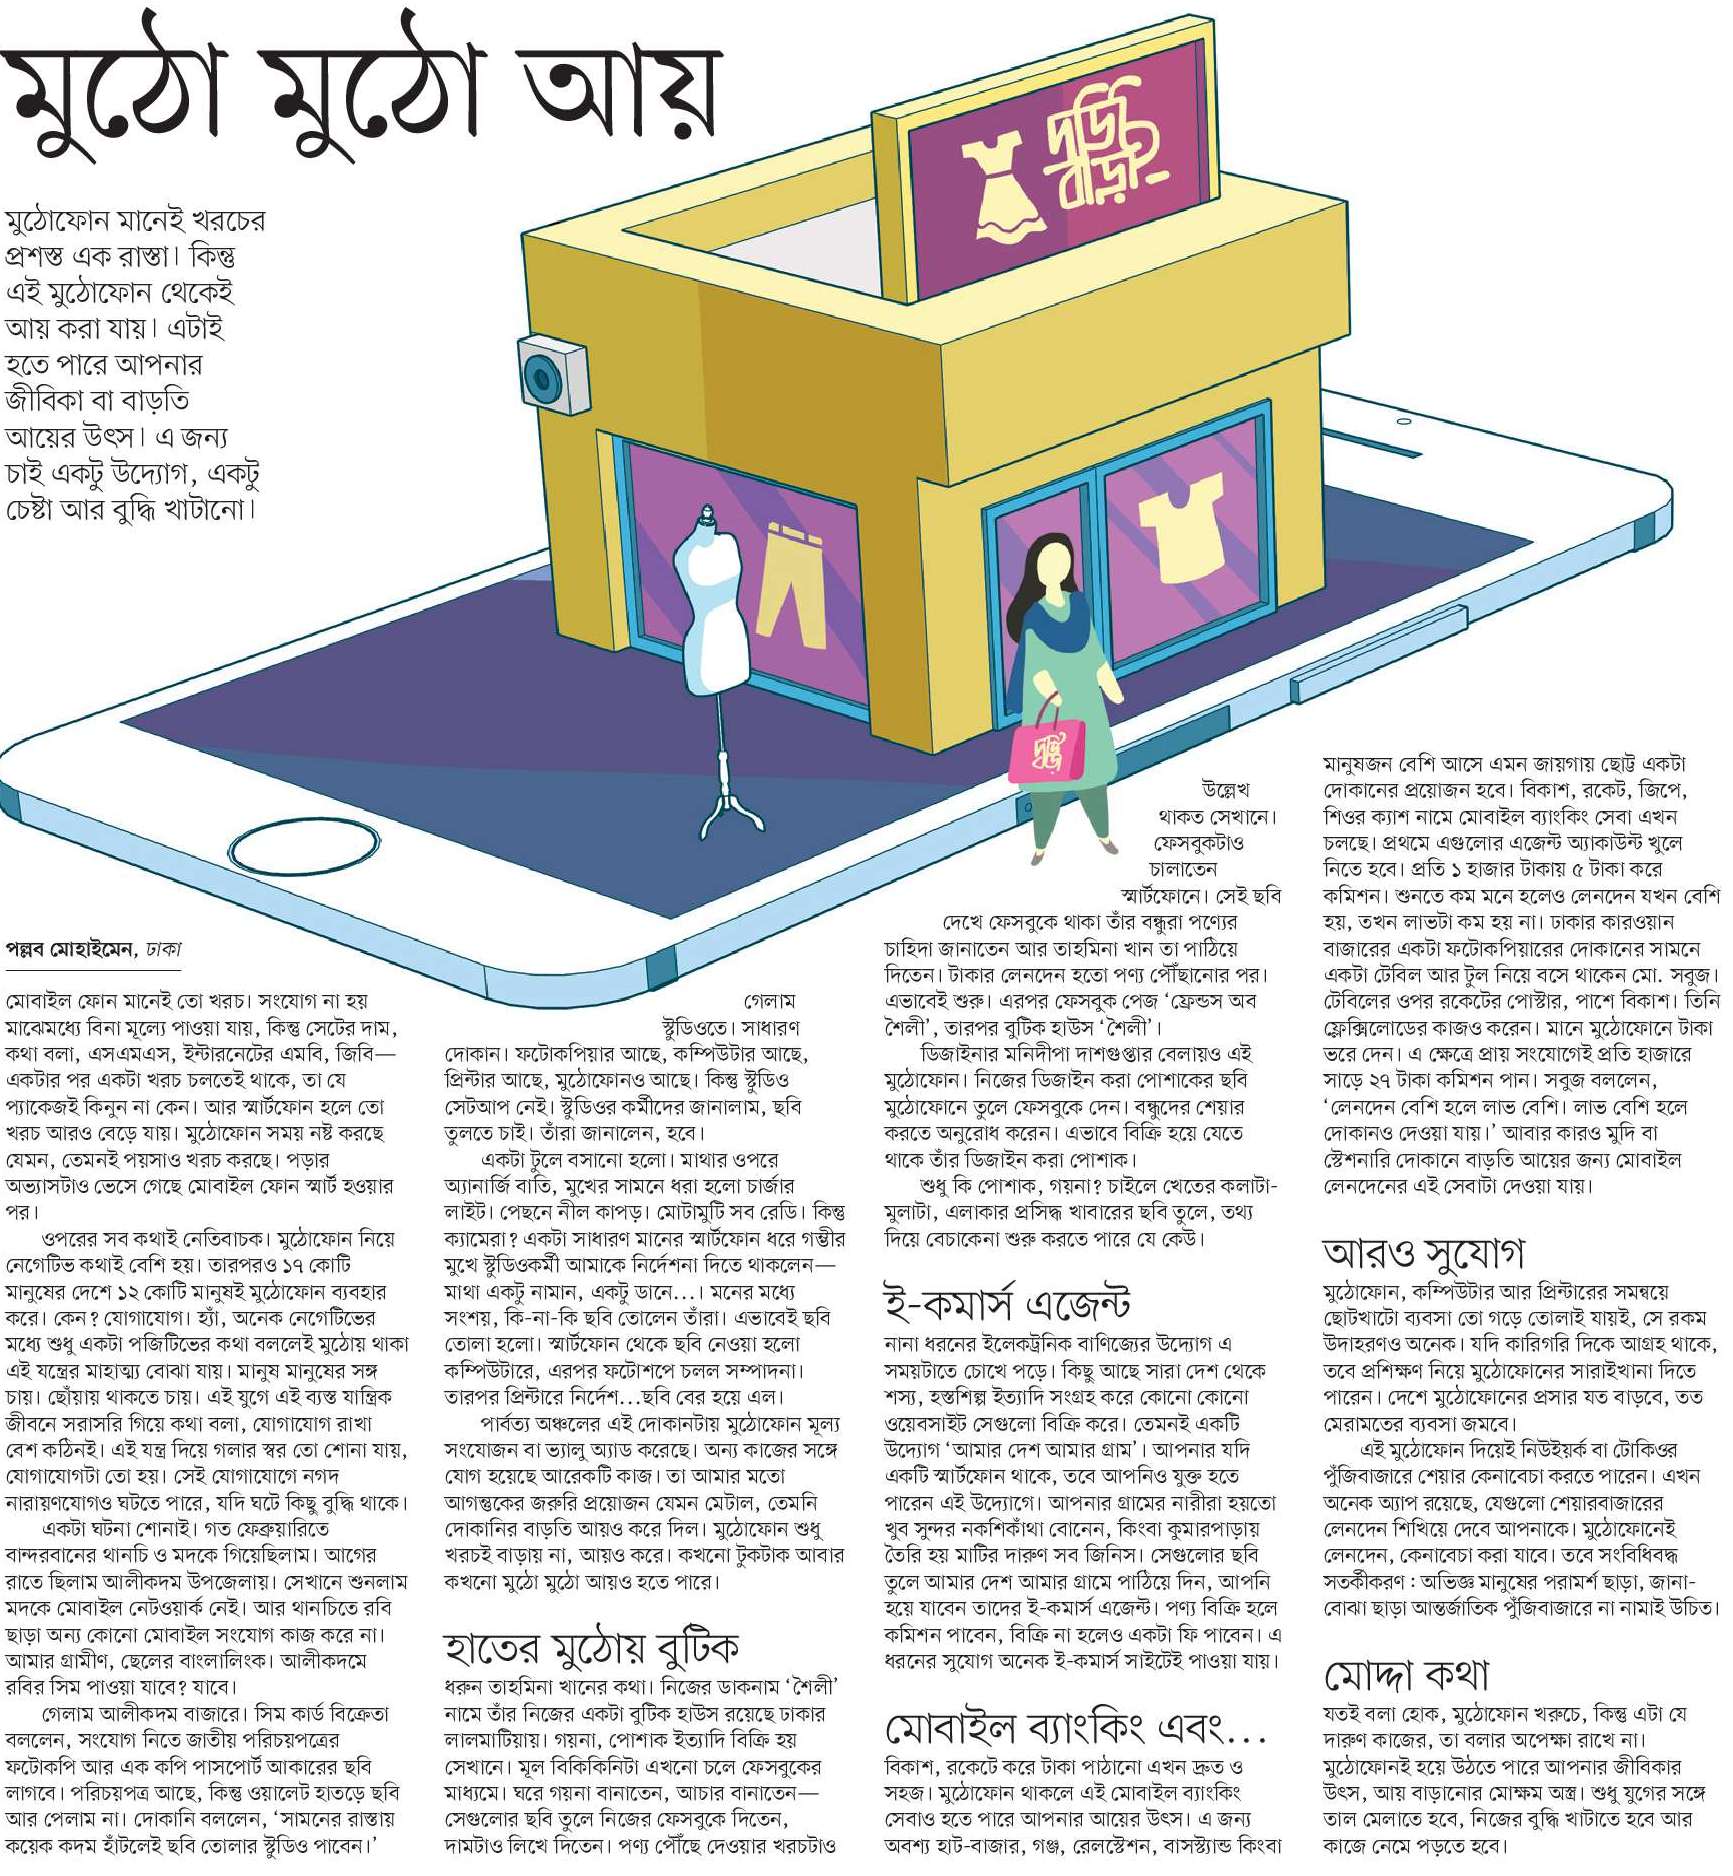 মুঠো মুঠো আয়
মুঠোফোন মানেই খরচের
প্রশস্ত এক রাস্তা। কিন্তু
এই মুঠোফোন থেকেই
আয় করা যায়। এটাই
হতে পারে আপনার
জীবিকা বা বাড়তি
আয়ের উৎস। এ জন্য
চাই একটু উদ্যোগ, একটু
চেষ্টা আর বুদ্ধি খাটানো।
পল্লব মোহাইমেন, ঢাকা
মোবাইল ফোন মানেই তো খরচ। সংযোগ না হয়
মাঝেমধ্যে বিনা মূল্যে পাওয়া যায়, কিন্তু সেটের দাম,
কথা বলা, এসএমএস, ইন্টারনেটের এমবি, জিবি—
একটার পর একটা খরচ চলতেই থাকে, তা যে
প্যাকেজই কিনুন না কেন। আর স্মার্টফোন হলে তো
খরচ আরও বেড়ে যায়। মুঠোফোন সময় নষ্ট করছে
যেমন, তেমনই পয়সাও খরচ করছে। পড়ার
অভ্যাসটাও ভেসে গেছে মোবাইল ফোন স্মার্ট হওয়ার
পর।
ওপরের সব কথাই নেতিবাচক। মুঠোফোন নিয়ে
নেগেটিভ কথাই বেশি হয়। তারপরও ১৭ কোটি
মানুষের দেশে ১২ কোটি মানুষই মুঠোফোন ব্যবহার
করে। কেন? যোগাযোগ। হ্যাঁ, অনেক নেগেটিভের
মধ্যে শুধু একটা পজিটিভের কথা বললেই মুঠোয় থাকা
এই যন্ত্রের মাহাত্ম্য বোঝা যায়। মানুষ মানুষের সঙ্গ
চায়। ছোঁয়ায় থাকতে চায়। এই যুগে এই ব্যস্ত যান্ত্রিক
জীবনে সরাসরি গিয়ে কথা বলা, যোগাযোগ রাখা
বেশ কঠিনই। এই যন্ত্র দিয়ে গলার স্বর তো শোনা যায়,
যোগাযোগটা তো হয়। সেই যোগাযোগে নগদ
নারায়ণযোগও ঘটতে পারে, যদি ঘটে কিছু বুদ্ধি থাকে।
একটা ঘটনা শোনাই। গত ফেব্রুয়ারিতে
বান্দরবানের থানচি ও মদকে গিয়েছিলাম। আগের
রাতে ছিলাম আলীকদম উপজেলায়। সেখানে শুনলাম
মদকে মোবাইল নেটওয়ার্ক নেই। আর থানচিতে রবি
ছাড়া অন্য কোনো মোবাইল সংযোগ কাজ করে না।
আমার গ্রামীণ, ছেলের বাংলালিংক। আলীকদমে
রবির সিম পাওয়া যাবে? যাবে।
গেলাম আলীকদম বাজারে। সিম কার্ড বিক্রেতা
বললেন, সংযোগ নিতে জাতীয় পরিচয়পত্রের
ফটোকপি আর এক কপি পাসপোর্ট আকারের ছবি
লাগবে। পরিচয়পত্র আছে, কিন্তু ওয়ালেট হাতড়ে ছবি
আর পেলাম না। দোকানি বললেন, ‘সামনের রাস্তায়
কয়েক কদম হাঁটলেই ছবি তোলার স্টুডিও পাবেন।’
গেলাম
স্টুডিওতে। সাধারণ
দোকান। ফটোকপিয়ার আছে, কম্পিউটার আছে,
প্রিন্টার আছে, মুঠোফোনও আছে। কিন্তু স্টুডিও
সেটআপ নেই। স্টুডিওর কর্মীদের জানালাম, ছবি
তুলতে চাই। তাঁরা জানালেন, হবে।
একটা টুলে বসানো হলো। মাথার ওপরে
অ্যানার্জি বাতি, মুখের সামনে ধরা হলো চার্জার
লাইট। পেছনে নীল কাপড়। মোটামুটি সব রেডি। কিন্তু
ক্যামেরা? একটা সাধারণ মানের স্মার্টফোন ধরে গম্ভীর
মুখে স্টুডিওকর্মী আমাকে নির্দেশনা দিতে থাকলেন—
মাথা একটু নামান, একটু ডানে...। মনের মধ্যে
সংশয়, কি-না-কি ছবি তোলেন তাঁরা। এভাবেই ছবি
তোলা হলো। স্মার্টফোন থেকে ছবি নেওয়া হলো
কম্পিউটারে, এরপর ফটোশপে চলল সম্পাদনা।
তারপর প্রিন্টারে নির্দেশ...ছবি বের হয়ে এল।
পার্বত্য অঞ্চলের এই দোকানটায় মুঠোফোন মূল্য
সংযোজন বা ভ্যালু অ্যাড করেছে। অন্য কাজের সঙ্গে
যোগ হয়েছে আরেকটি কাজ। তা আমার মতো
আগন্তুকের জরুরি প্রয়োজন যেমন মেটাল, তেমনি
দোকানির বাড়তি আয়ও করে দিল। মুঠোফোন শুধু
খরচই বাড়ায় না, আয়ও করে। কখনো টুকটাক আবার
কখনো মুঠো মুঠো আয়ও হতে পারে।
হাতের মুঠোয় বুটিক
ধরুন তাহমিনা খানের কথা। নিজের ডাকনাম ‘শৈলী’
নামে তাঁর নিজের একটা বুটিক হাউস রয়েছে ঢাকার
লালমাটিয়ায়। গয়না, পোশাক ইত্যাদি বিক্রি হয়
সেখানে। মূল বিকিকিনিটা এখনো চলে ফেসবুকের
মাধ্যমে। ঘরে গয়না বানাতেন, আচার বানাতেন—
সেগুলোর ছবি তুলে নিজের ফেসবুকে দিতেন,
দামটাও লিখে দিতেন। পণ্য পৌঁছে দেওয়ার খরচটাও
উল্লেখ
থাকত সেখানে।
ফেসবুকটাও
চালাতেন
স্মার্টফোনে। সেই ছবি
দেখে ফেসবুকে থাকা তাঁর বন্ধুরা পণ্যের
চাহিদা জানাতেন আর তাহমিনা খান তা পাঠিয়ে
দিতেন। টাকার লেনদেন হতো পণ্য পৌঁছানোর পর।
এভাবেই শুরু। এরপর ফেসবুক পেজ ‘ফ্রেন্ডস অব
শৈলী’, তারপর বুটিক হাউস ‘শৈলী’।
ডিজাইনার মনিদীপা দাশগুপ্তার বেলায়ও এই
মুঠোফোন। নিজের ডিজাইন করা পোশাকের ছবি
মুঠোফোনে তুলে ফেসবুকে দেন। বন্ধুদের শেয়ার
করতে অনুরোধ করেন। এভাবে বিক্রি হয়ে যেতে
থাকে তাঁর ডিজাইন করা পোশাক।
শুধু কি পোশাক, গয়না? চাইলে খেতের কলাটা-
মুলাটা, এলাকার প্রসিদ্ধ খাবারের ছবি তুলে, তথ্য
দিয়ে বেচাকেনা শুরু করতে পারে যে কেউ।
ই-কমার্স এজেন্ট
নানা ধরনের ইলেকট্রনিক বাণিজ্যের উদ্যোগ এ
সময়টাতে চোখে পড়ে। কিছু আছে সারা দেশ থেকে
শস্য, হস্তশিল্প ইত্যাদি সংগ্রহ করে কোনো কোনো
ওয়েবসাইট সেগুলো বিক্রি করে। তেমনই একটি
উদ্যোগ ‘আমার দেশ আমার গ্রাম’। আপনার যদি
একটি স্মার্টফোন থাকে, তবে আপনিও যুক্ত হতে
পারেন এই উদ্যোগে। আপনার গ্রামের নারীরা হয়তো
খুব সুন্দর নকশিকাঁথা বোনেন, কিংবা কুমারপাড়ায়
তৈরি হয় মাটির দারুণ সব জিনিস। সেগুলোর ছবি
তুলে আমার দেশ আমার গ্রামে পাঠিয়ে দিন, আপনি
হয়ে যাবেন তাদের ই-কমার্স এজেন্ট। পণ্য বিক্রি হলে
কমিশন পাবেন, বিক্রি না হলেও একটা ফি পাবেন। এ
ধরনের সুযোগ অনেক ই-কমার্স সাইটেই পাওয়া যায়।
মোবাইল ব্যাংকিং এবং...
বিকাশ, রকেটে করে টাকা পাঠানো এখন দ্রুত ও
সহজ। মুঠোফোন থাকলে এই মোবাইল ব্যাংকিং
সেবাও হতে পারে আপনার আয়ের উৎস। এ জন্য
অবশ্য হাট-বাজার, গঞ্জ, রেলস্টেশন, বাসস্ট্যান্ড কিংবা
মানুষজন বেশি আসে এমন জায়গায় ছোট্ট একটা
দোকানের প্রয়োজন হবে। বিকাশ, রকেট, জিপে,
শিওর ক্যাশ নামে মোবাইল ব্যাংকিং সেবা এখন
চলছে। প্রথমে এগুলোর এজেন্ট অ্যাকাউন্ট খুলে
নিতে হবে। প্রতি ১ হাজার টাকায় ৫ টাকা করে
কমিশন। শুনতে কম মনে হলেও লেনদেন যখন বেশি
হয়, তখন লাভটা কম হয় না। ঢাকার কারওয়ান
বাজারের একটা ফটোকপিয়ারের দোকানের সামনে
একটা টেবিল আর টুল নিয়ে বসে থাকেন মো. সবুজ।
টেবিলের ওপর রকেটের পোস্টার, পাশে বিকাশ। তিনি
ফ্লেক্সিলোডের কাজও করেন। মানে মুঠোফোনে টাকা
ভরে দেন। এ ক্ষেত্রে প্রায় সংযোগেই প্রতি হাজারে
সাড়ে ২৭ টাকা কমিশন পান। সবুজ বললেন,
‘লেনদেন বেশি হলে লাভ বেশি। লাভ বেশি হলে
দোকানও দেওয়া যায়।’ আবার কারও মুদি বা
স্টেশনারি দোকানে বাড়তি আয়ের জন্য মোবাইল
লেনদেনের এই সেবাটা দেওয়া যায়।
আরও সুযোগ
মুঠোফোন, কম্পিউটার আর প্রিন্টারের সমন্বয়ে
ছোটখাটো ব্যবসা তো গড়ে তোলাই যায়ই, সে রকম
উদাহরণও অনেক। যদি কারিগরি দিকে আগ্রহ থাকে,
তবে প্রশিক্ষণ নিয়ে মুঠোফোনের সারাইখানা দিতে
পারেন। দেশে মুঠোফোনের প্রসার যত বাড়বে, তত
মেরামতের ব্যবসা জমবে।
এই মুঠোফোন দিয়েই নিউইয়র্ক বা টোকিওর
পুঁজিবাজারে শেয়ার কেনাবেচা করতে পারেন। এখন
অনেক অ্যাপ রয়েছে, যেগুলো শেয়ারবাজারের
লেনদেন শিখিয়ে দেবে আপনাকে। মুঠোফোনেই
লেনদেন, কেনাবেচা করা যাবে। তবে সংবিধিবদ্ধ
সতর্কীকরণ : অভিজ্ঞ মানুষের পরামর্শ ছাড়া, জানা-
বোঝা ছাড়া আন্তর্জাতিক পুঁজিবাজারে না নামাই উচিত।
মোদ্দা কথা
যতই বলা হোক, মুঠোফোন খরুচে, কিন্তু এটা যে
দারুণ কাজের, তা বলার অপেক্ষা রাখে না।
মুঠোফোনই হয়ে উঠতে পারে আপনার জীবিকার
উৎস, আয় বাড়ানোর মোক্ষম অস্ত্র। শুধু যুগের সঙ্গে
তাল মেলাতে হবে, নিজের বুদ্ধি খাটাতে হবে আর
কাজে নেমে পড়তে হবে।